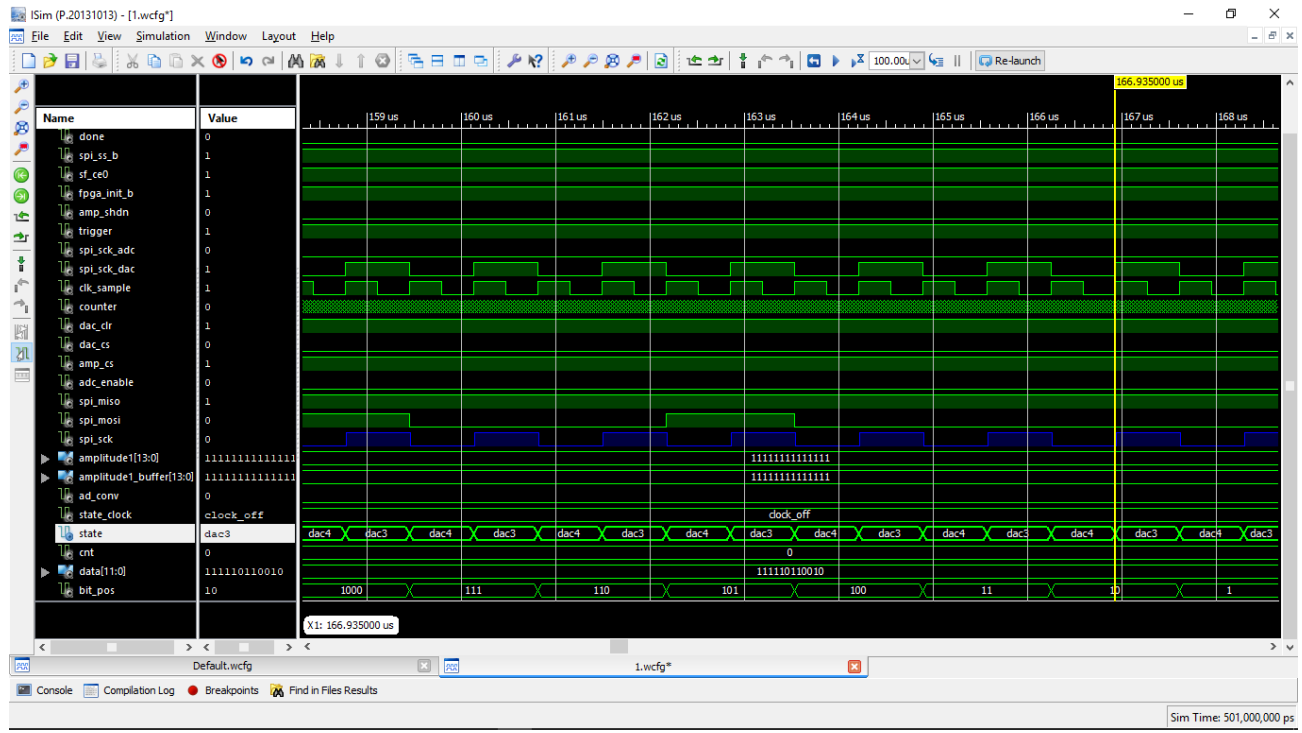 ISim (P.20131013) - [1.wcfg*]
File Edit View Simulation Window Layout Help
100.00u Re-launch
166.935000 us
Name Value
159 us 160 us 161 us 162 us 163 us 164 us 165 us 166 us 167 us 168 us
done 0
spi_ss_b 1
sf_ce0 1
fpga_init_b 1
amp_shdn 0
trigger 1
spi_sck_adc 0
spi_sck_dac 1
clk_sample 1
counter 0
dac_clr 1
dac_cs 0
amp_cs 1
adc_enable 0
spi_miso 1
spi_mosi 0
spi_sck 0
amplitude1[13:0] 11111111111111 11111111111111
amplitude1_buffer[13:0] 11111111111111 11111111111111
ad_conv 0
state_clock clock_off clock_off
state dac3 dac4 dac3 dac4 dac3 dac4 dac3 dac4 dac3 dac4 dac3 dac4 dac3 dac4 dac3 dac4 dac3
cnt 0 0
data[11:0] 111110110010 111110110010
bit_pos 10 1000 111 110 101 100 11 10 1
X1: 166.935000 us
Default.wcfg 1.wcfg*
Console Compilation Log Breakpoints Find in Files Results
Sim Time: 501,000,000 ps